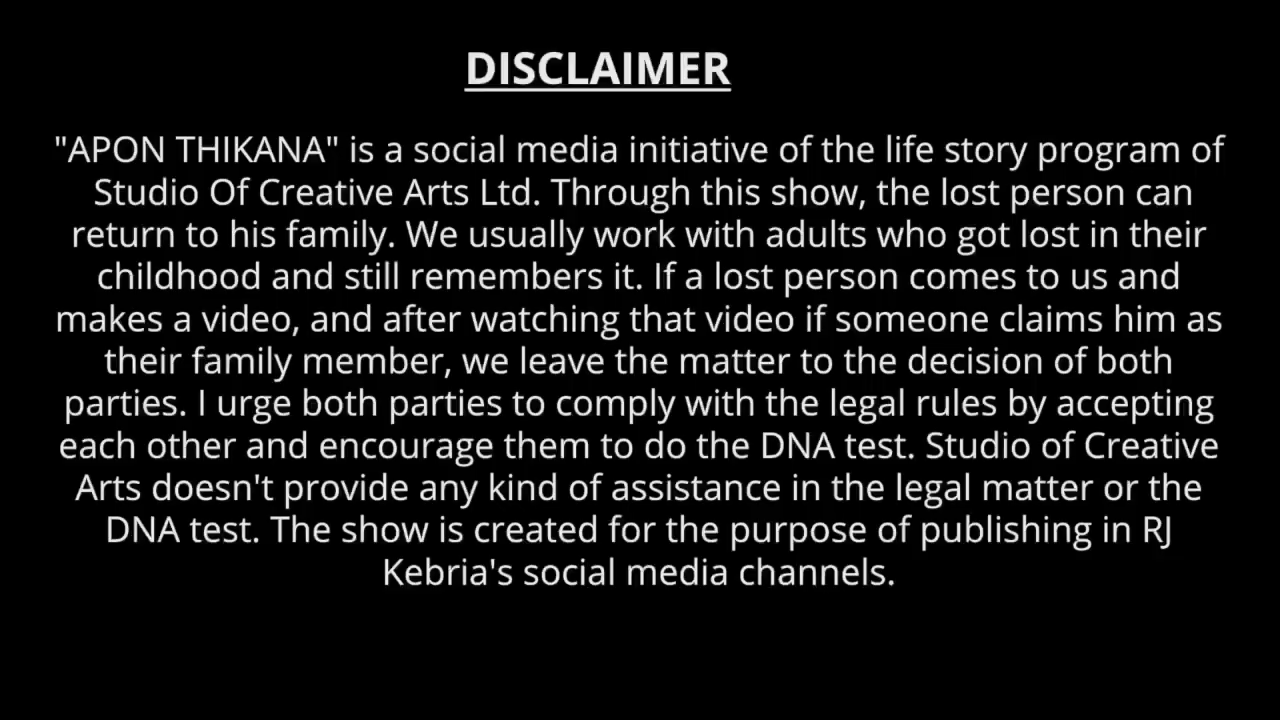 DISCLAIMER
"APON THIKANA" is a social media initiative of the life story program of
Studio Of Creative Arts Ltd. Through this show, the lost person can
return to his family. We usually work with adults who got lost in their
childhood and still remembers it. If a lost person comes to us and
makes a video, and after watching that video if someone claims him as
their family member, we leave the matter to the decision of both
parties. I urge both parties to comply with the legal rules by accepting
each other and encourage them to do the DNA test. Studio of Creative
Arts doesn't provide any kind of assistance in the legal matter or the
DNA test. The show is created for the purpose of publishing in RJ
Kebria's social media channels.